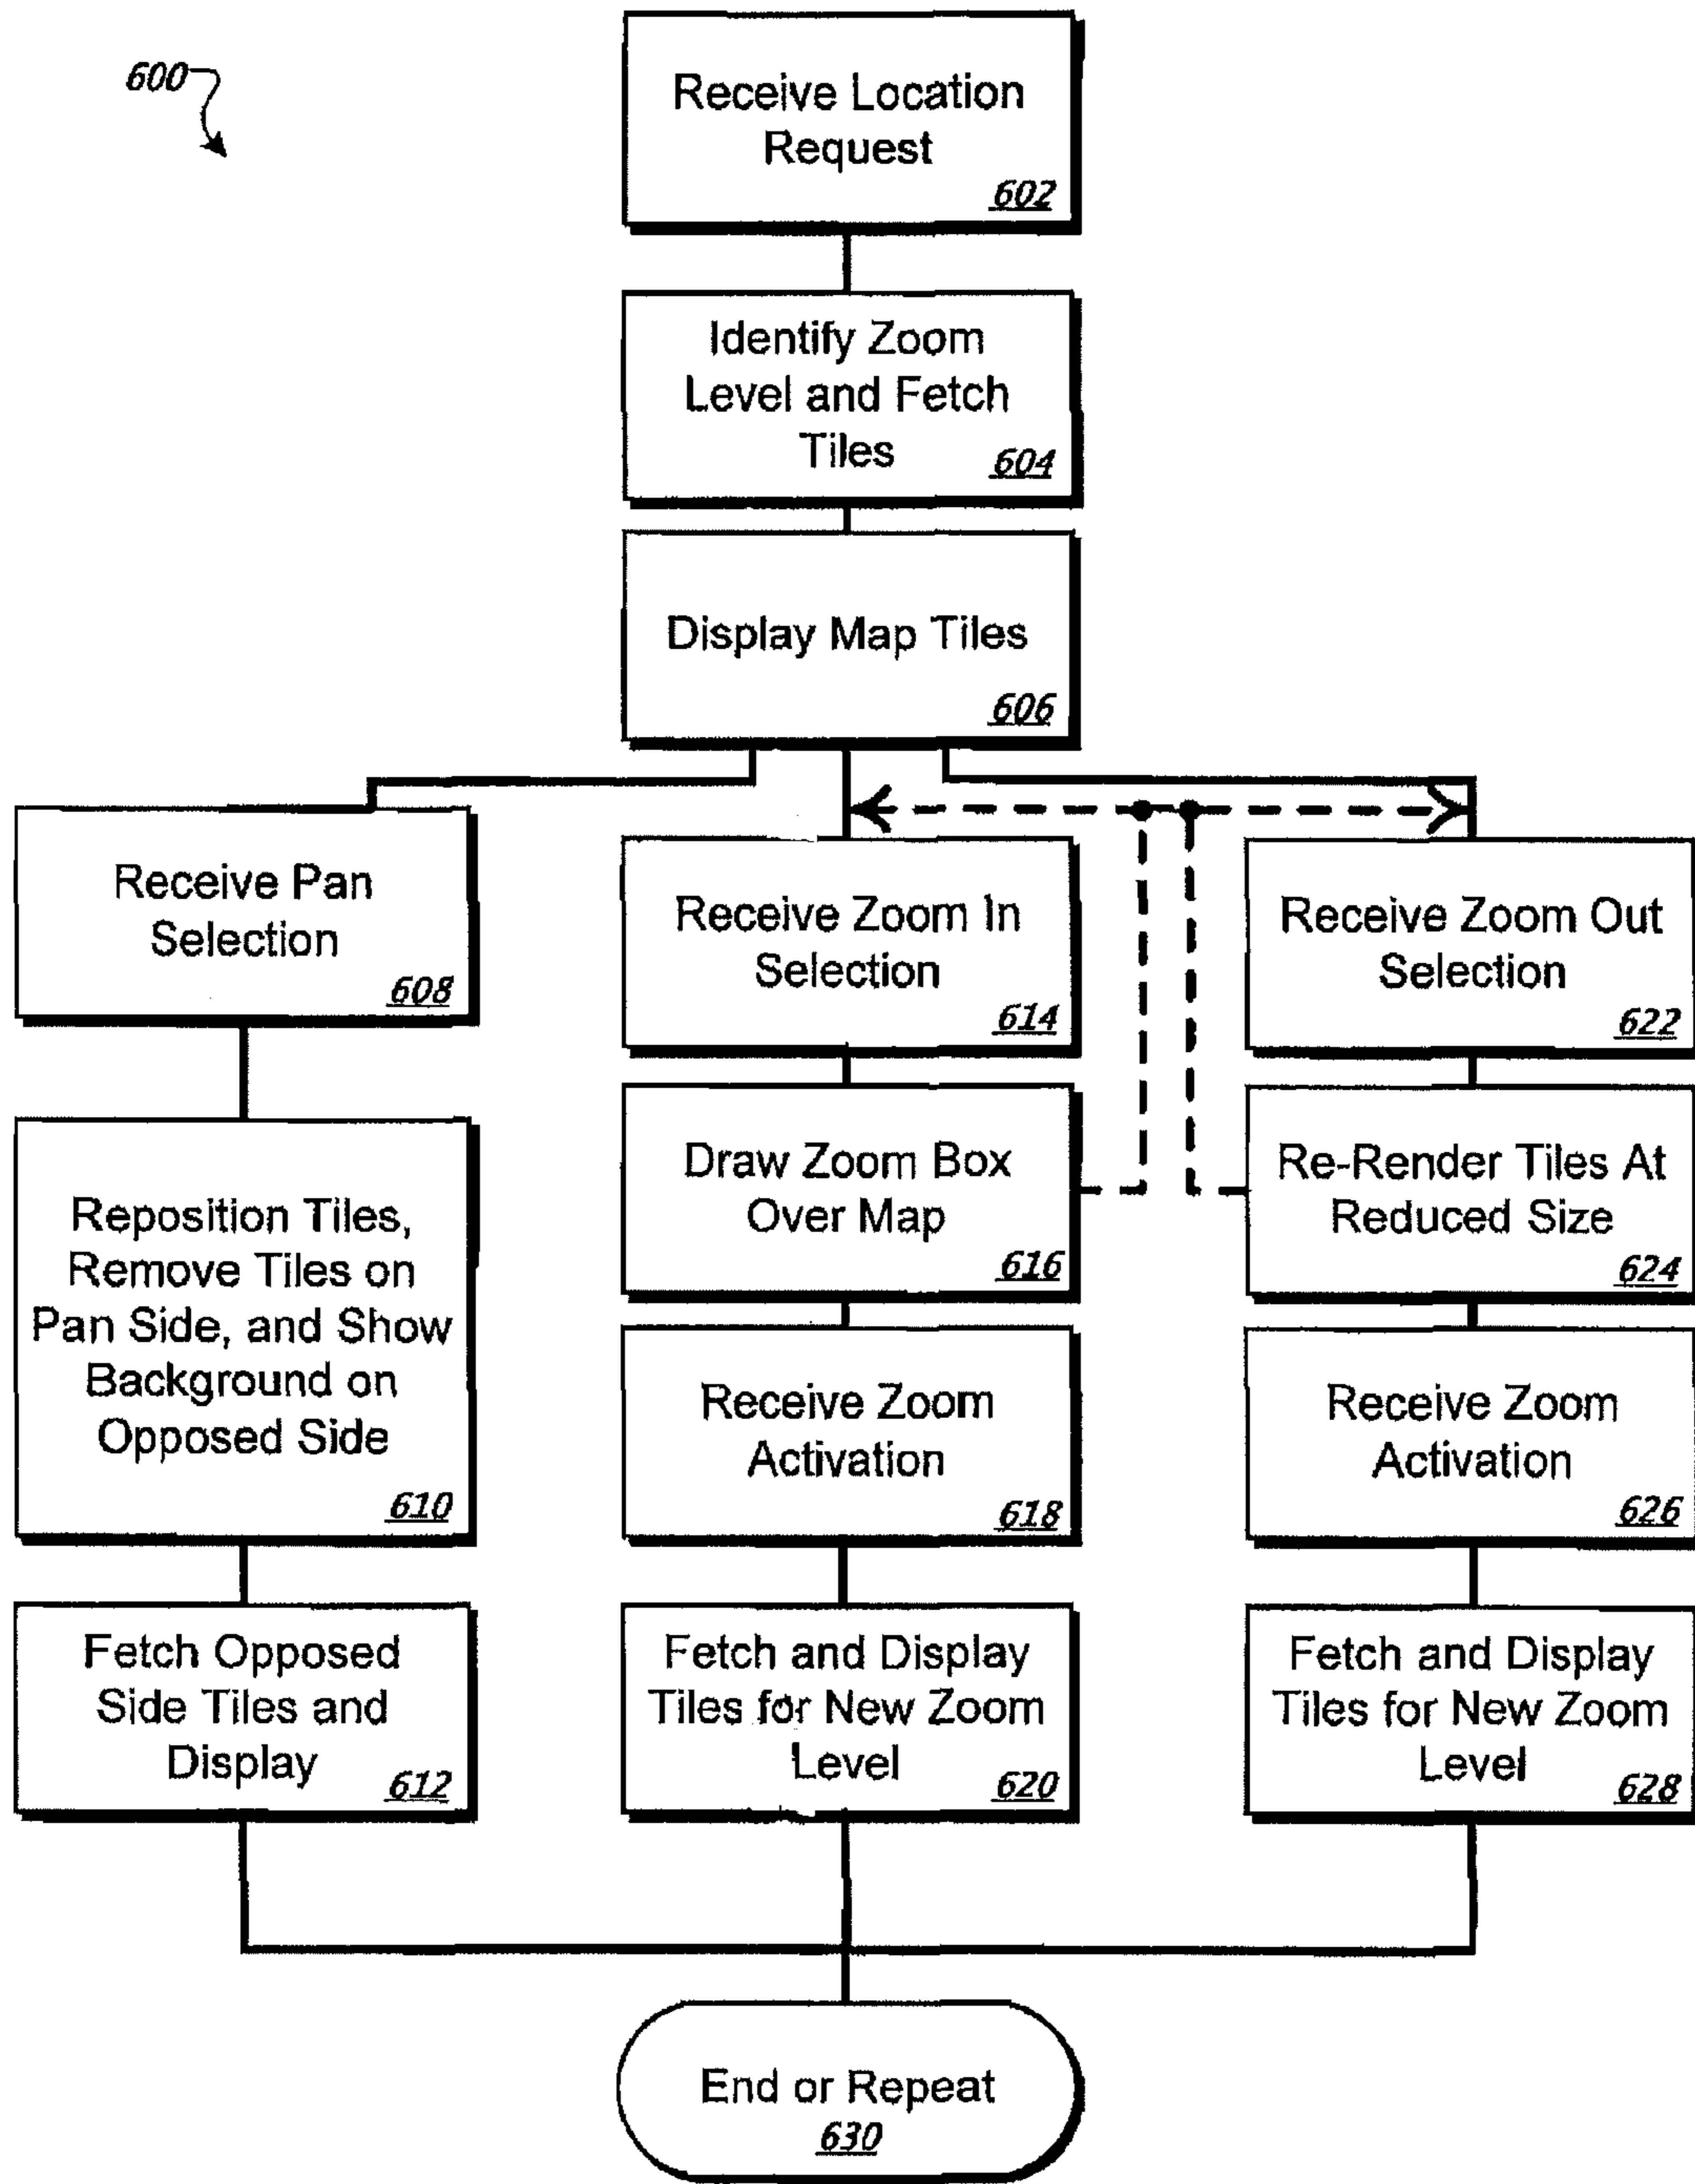 600
Receive Location
Request
602
Identify Zoom
Level and Fetch
Tiles
604
Display Map Tiles
606
Receive Pan
Selection
608
Reposition Tiles,
Remove Tiles on
Pan Side, and Show
Background on
Opposed Side
610
Fetch Opposed
Side Tiles and
Display
612
Receive Zoom In
Selection
614
Draw Zoom Box
Over Map
616
Receive Zoom
Activation
618
Fetch and Display
Tiles for New Zoom
Level
620
Receive Zoom Out
Selection
622
Re-Render Tiles At
Reduced Size
624
Receive Zoom
Activation
626
Fetch and Display
Tiles for New Zoom
Level
628
End or Repeat
630